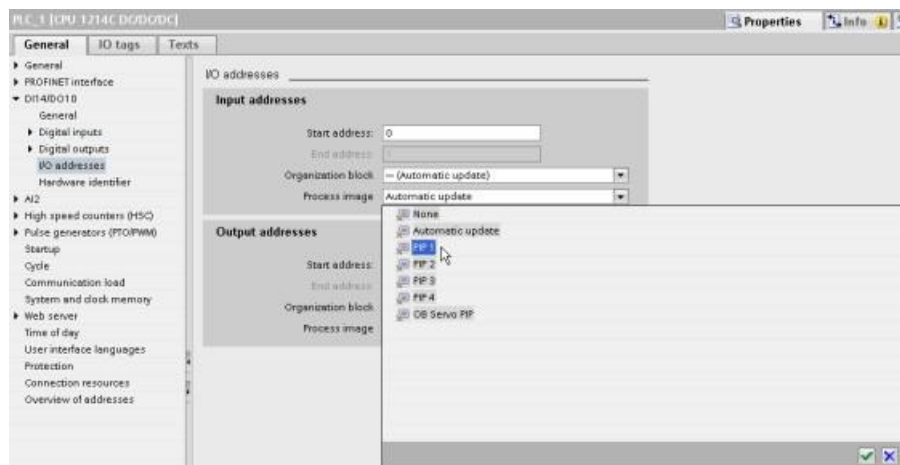 PLC_1 [CPU 1214C DC/DC/DC]
Properties
Info
General
IO tags
Texts
General
PROFINET interface
DI14/DO10
General
Digital inputs
Digital outputs
I/O addresses
Hardware identifier
AI2
High speed counters (HSC)
Pulse generators (PTO/PWM)
Startup
Cycle
Communication load
System and clock memory
Web server
Time of day
User interface languages
Protection
Connection resources
Overview of addresses
I/O addresses
Input addresses
Start address: 0
End address:
Organization block: --- (Automatic update)
Process image: Automatic update
None
Automatic update
PIP 1
PIP 2
PIP 3
PIP 4
OB Servo PIP
Output addresses
Start address:
End address:
Organization block:
Process image: